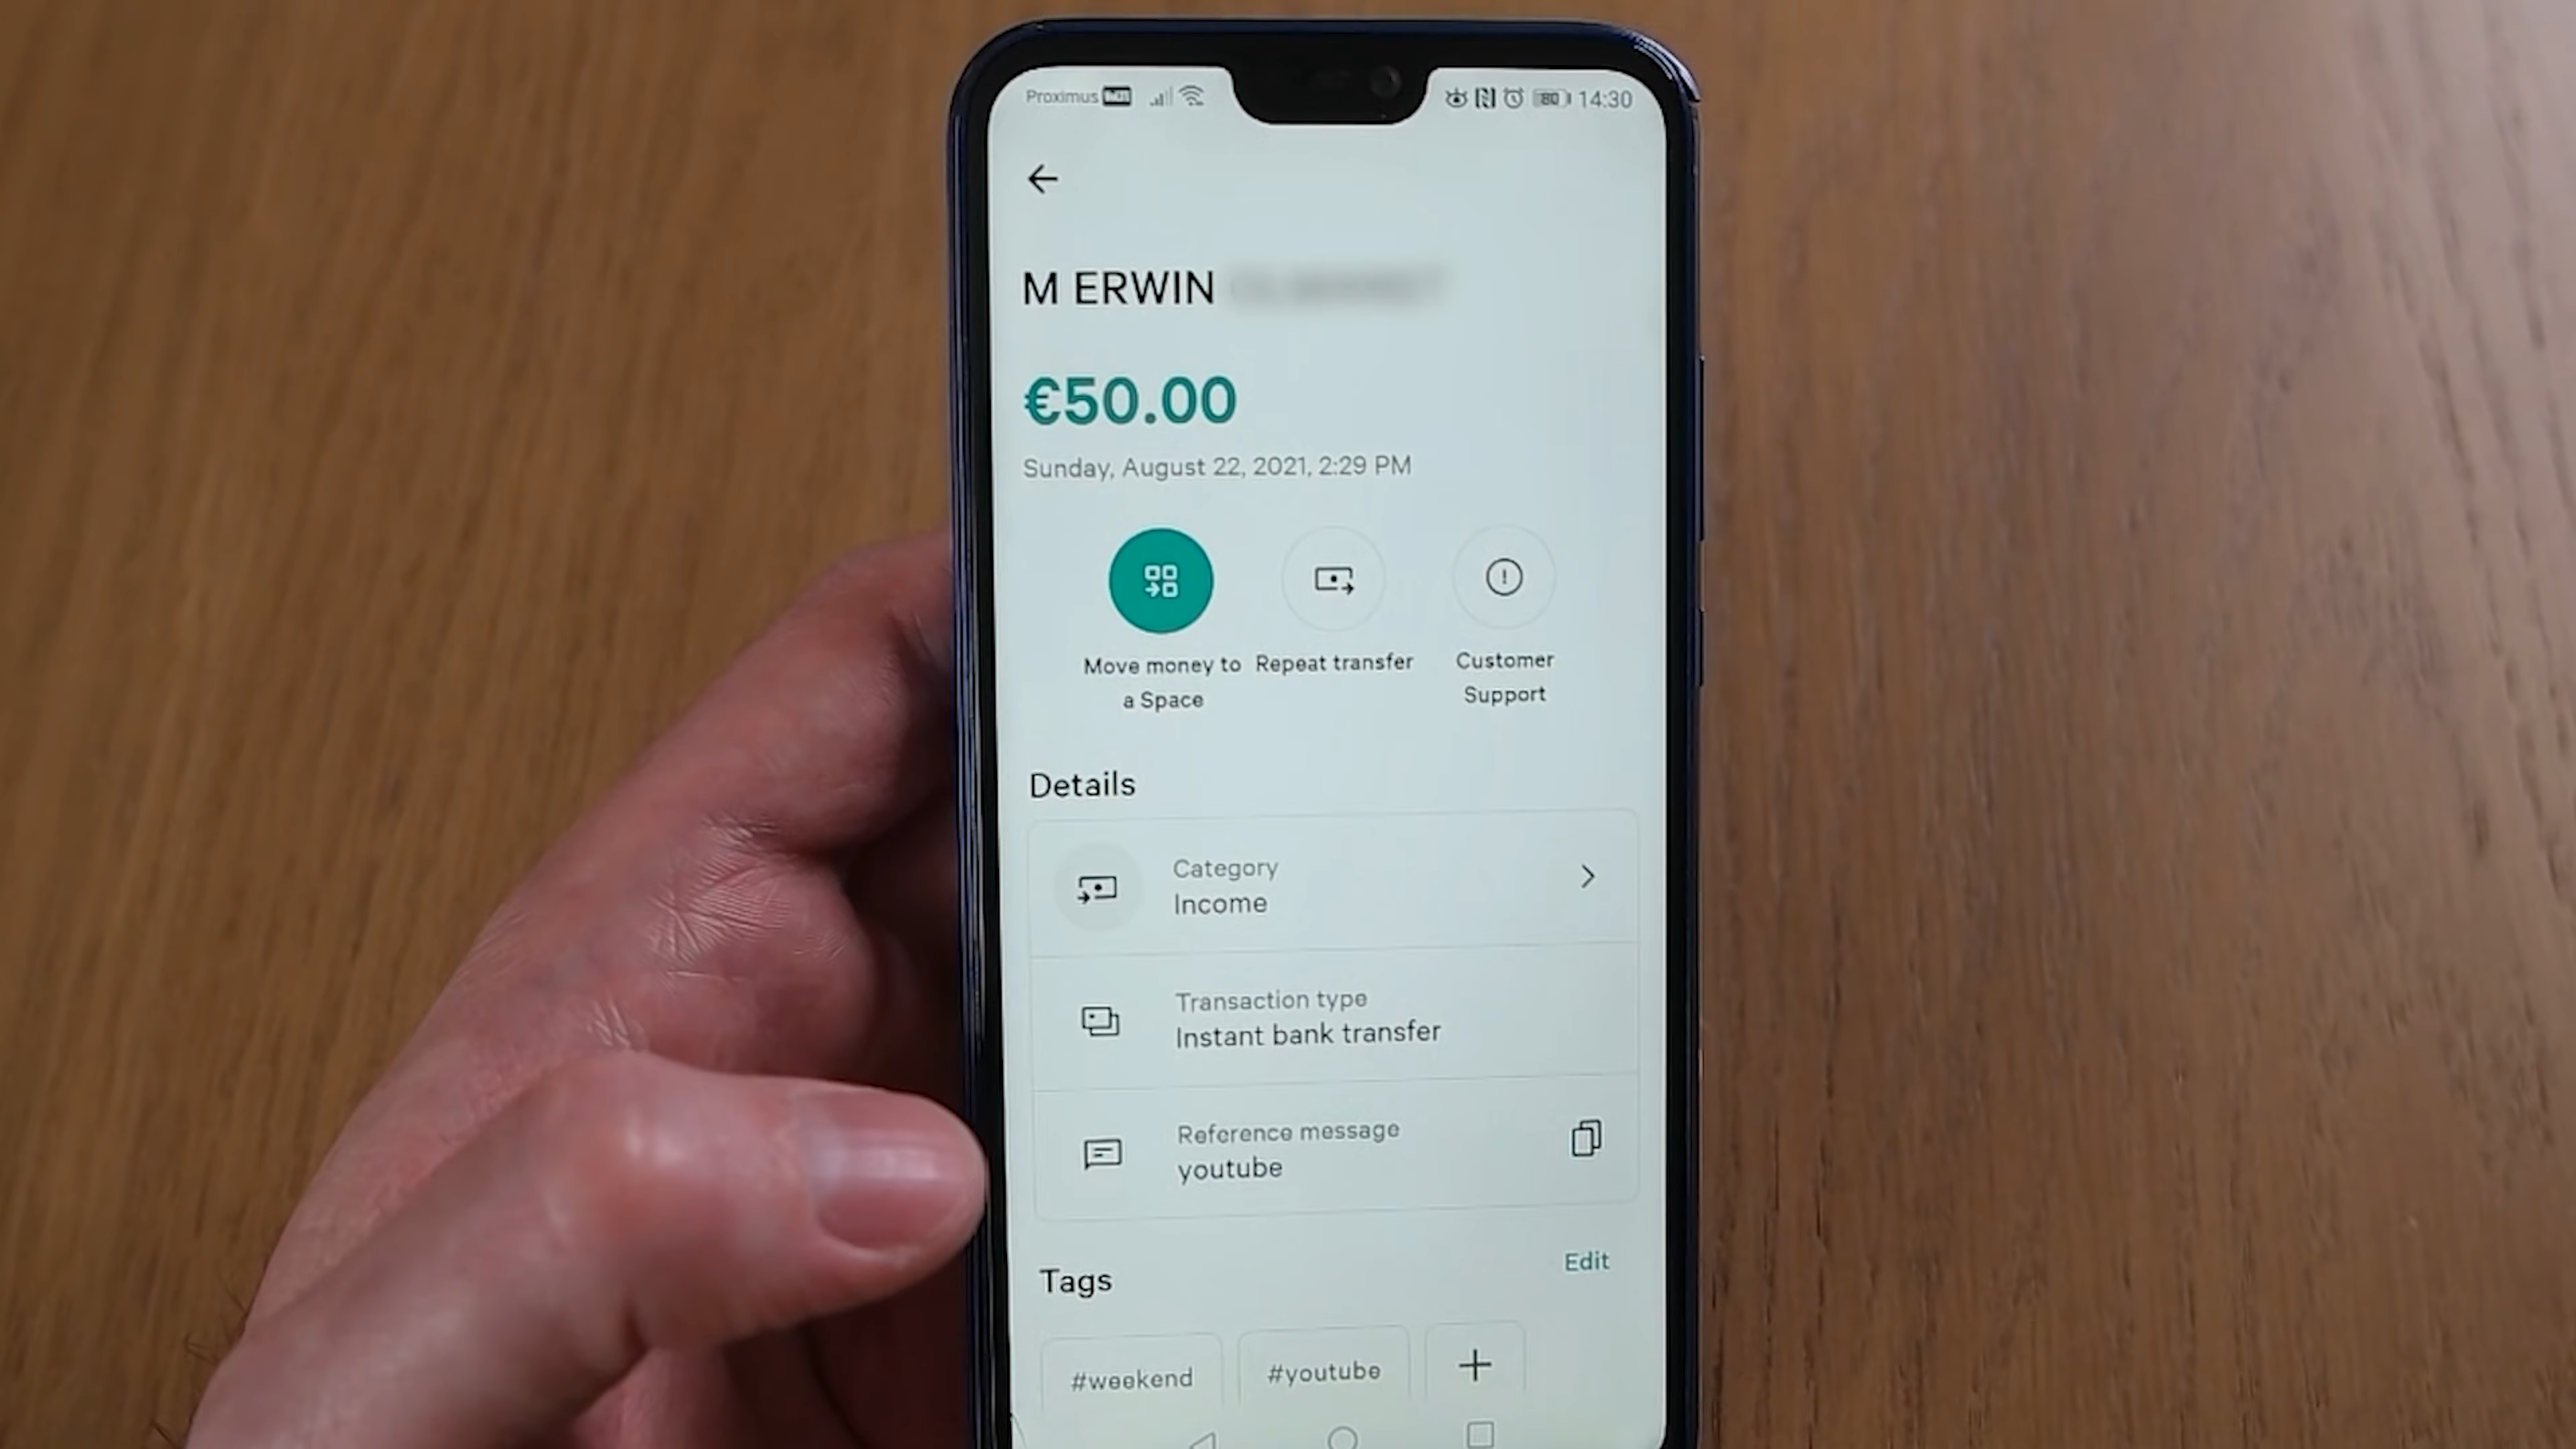 Proximus 80 14:30
M ERWIN
€50.00
Sunday, August 22, 2021, 2:29 PM
Move money to
a Space
Repeat transfer
Customer
Support
Details
Category
Income
Transaction type
Instant bank transfer
Reference message
youtube
Tags
Edit
#weekend
#youtube